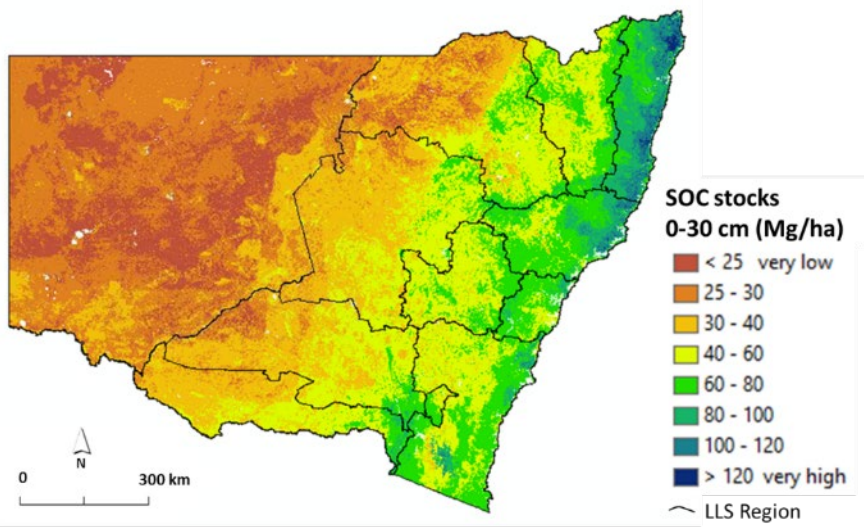 SOC stocks
0-30 cm (Mg/ha)
< 25 very low
25 - 30
30 - 40
40 - 60
60 - 80
80 - 100
100 - 120
> 120 very high
LLS Region
N
0 300 km